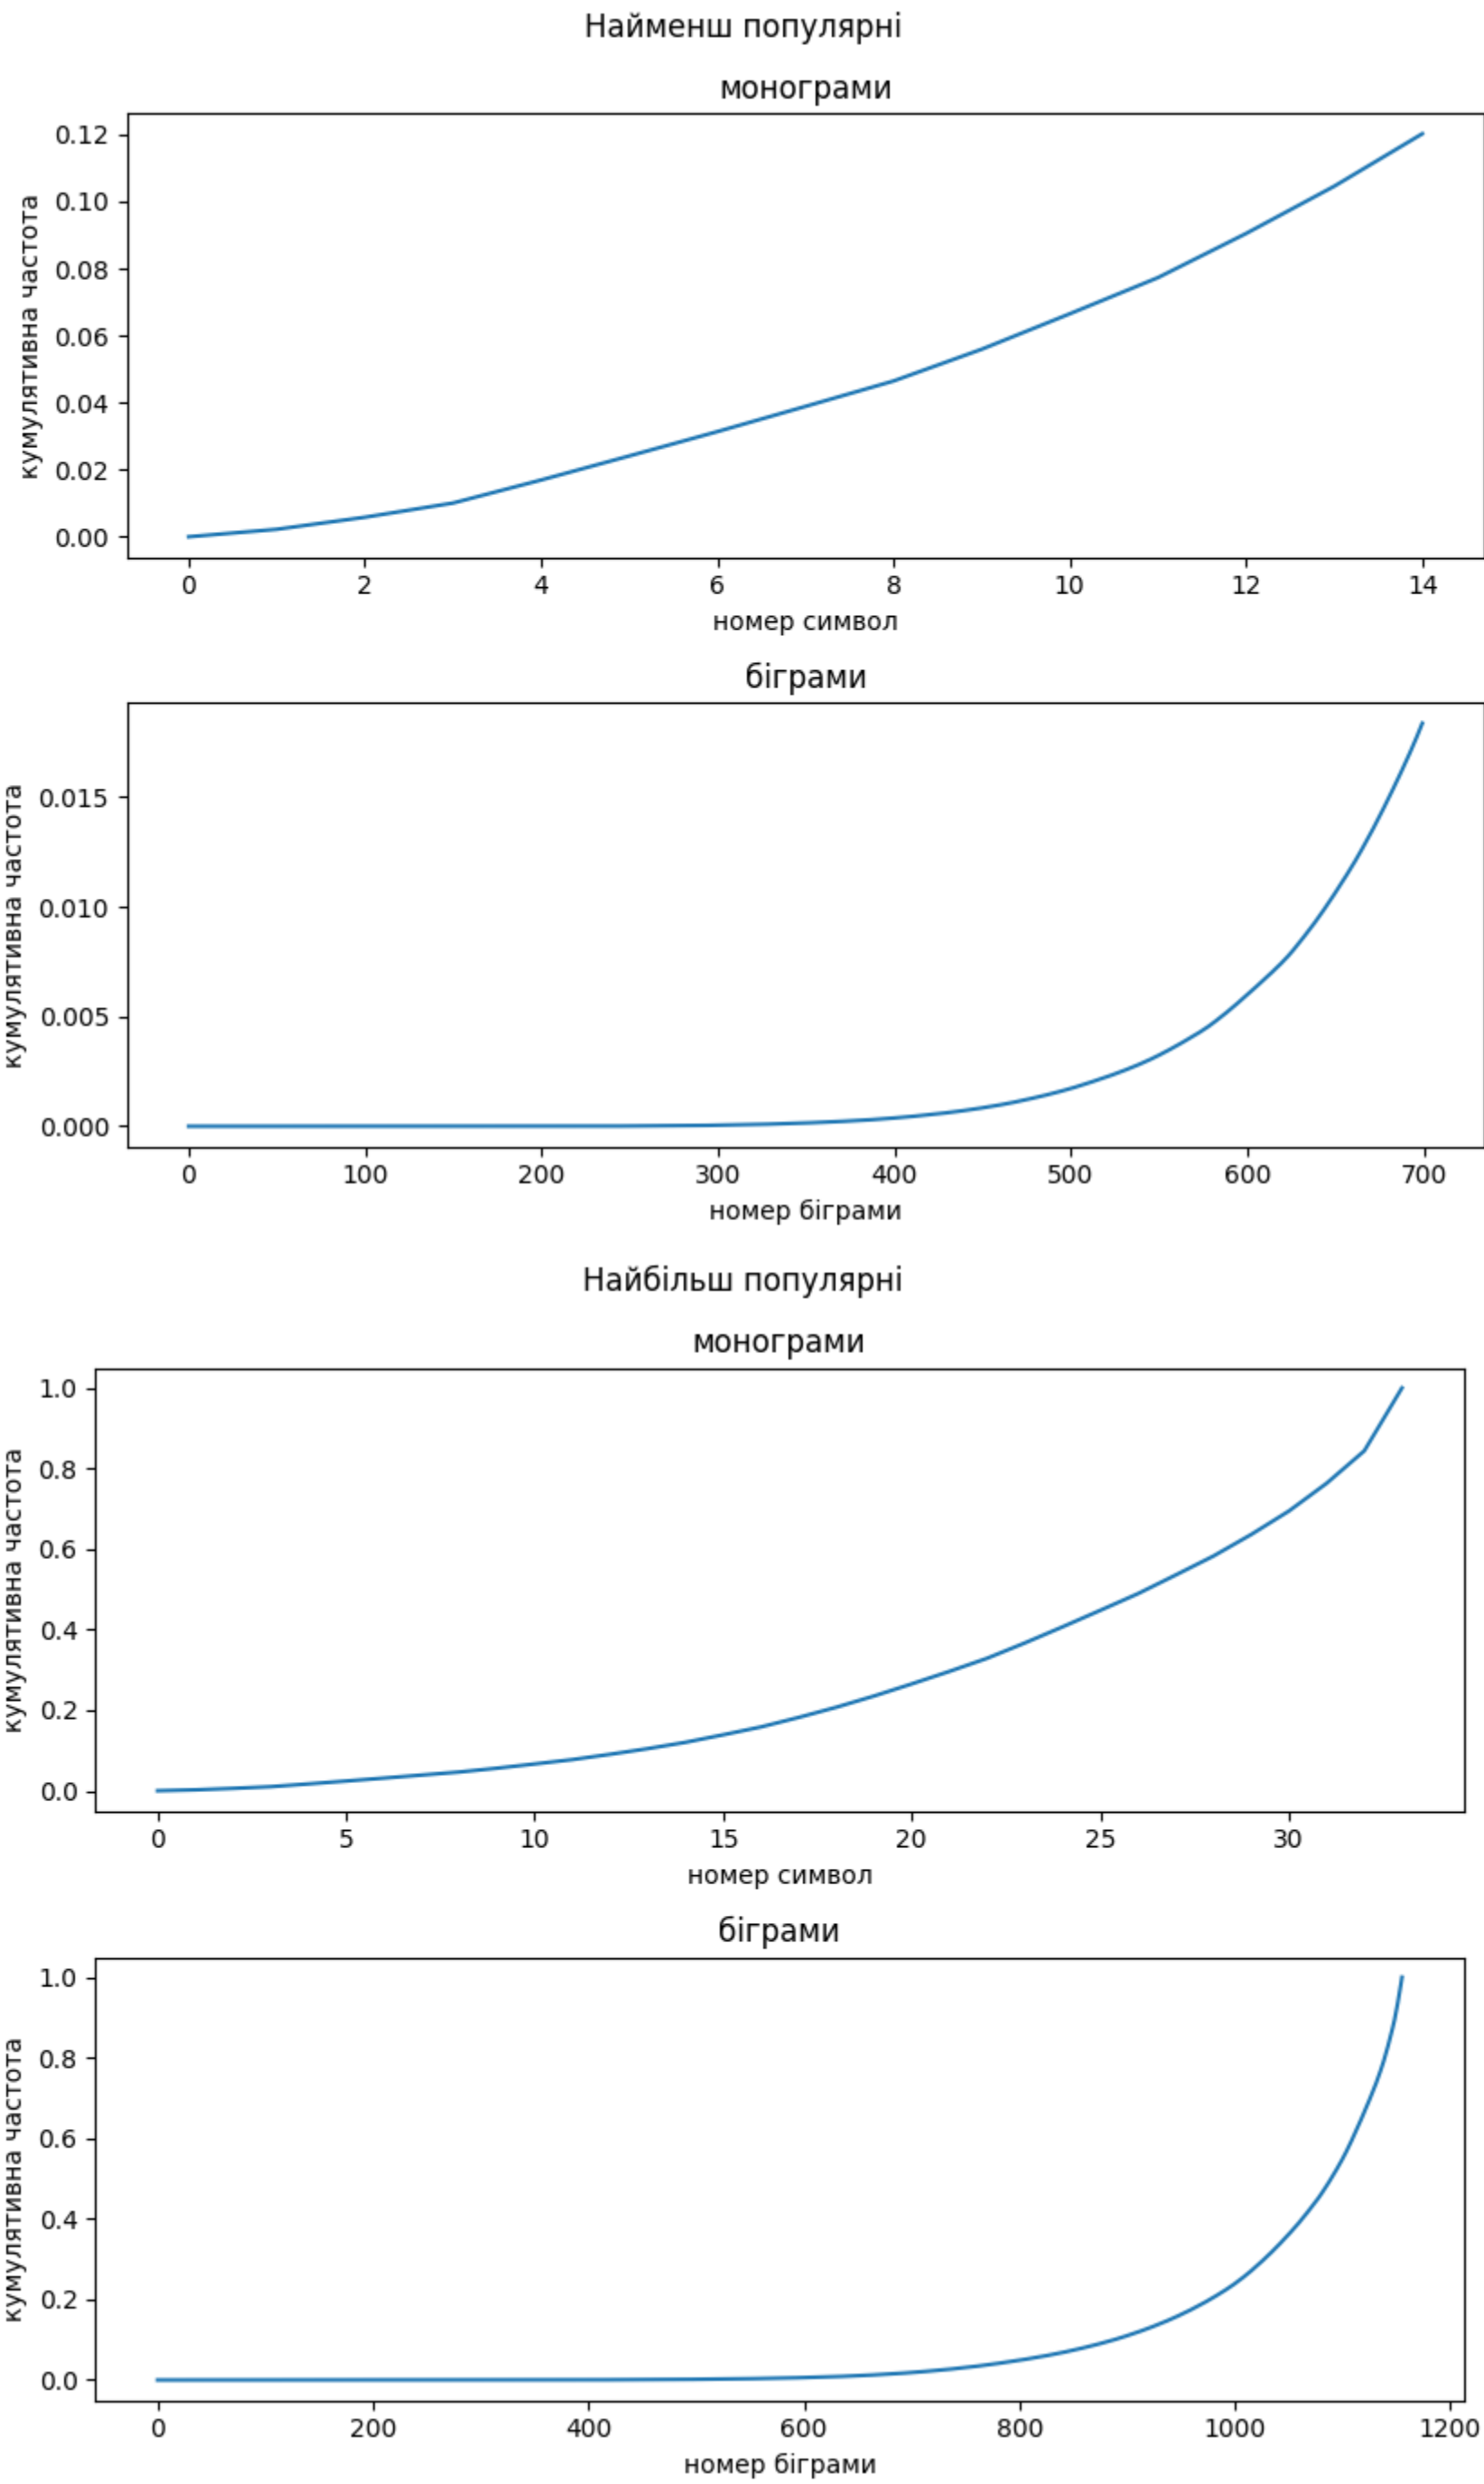 Найменш популярні
монограми
0.12
0.10
0.08
0.06
0.04
0.02
0.00
кумулятивна частота
0 2 4 6 8 10 12 14
номер символ
біграми
0.015
0.010
0.005
0.000
кумулятивна частота
0 100 200 300 400 500 600 700
номер біграми
Найбільш популярні
монограми
1.0
0.8
0.6
0.4
0.2
0.0
кумулятивна частота
0 5 10 15 20 25 30
номер символ
біграми
1.0
0.8
0.6
0.4
0.2
0.0
кумулятивна частота
0 200 400 600 800 1000 1200
номер біграми